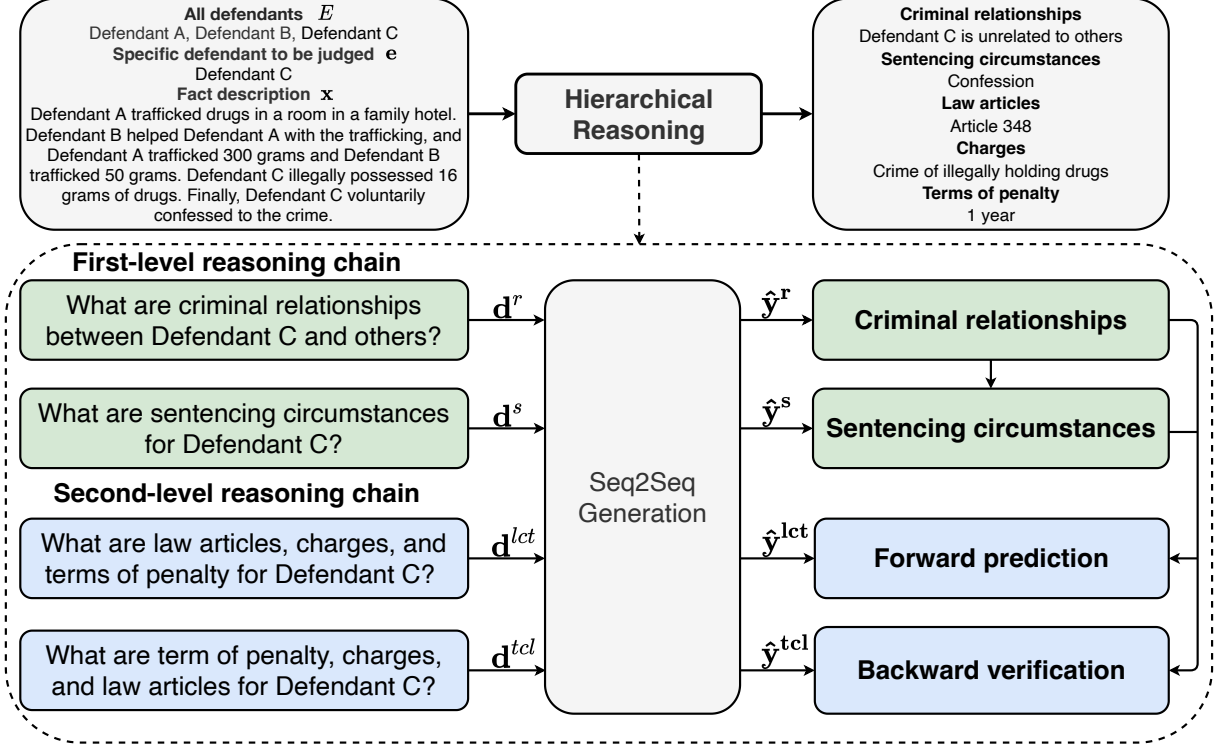 All defendants E
Defendant A, Defendant B, Defendant C
Specific defendant to be judged e
Defendant C
Fact description x
Defendant A trafficked drugs in a room in a family hotel.
Defendant B helped Defendant A with the trafficking, and
Defendant A trafficked 300 grams and Defendant B
trafficked 50 grams. Defendant C illegally possessed 16
grams of drugs. Finally, Defendant C voluntarily
confessed to the crime.
Hierarchical
Reasoning
Criminal relationships
Defendant C is unrelated to others
Sentencing circumstances
Confession
Law articles
Article 348
Charges
Crime of illegally holding drugs
Terms of penalty
1 year
First-level reasoning chain
What are criminal relationships
between Defendant C and others?
d^r
ŷ^r
Criminal relationships
What are sentencing circumstances
for Defendant C?
d^s
ŷ^s
Sentencing circumstances
Second-level reasoning chain
Seq2Seq
Generation
What are law articles, charges, and
terms of penalty for Defendant C?
d^lct
ŷ^lct
Forward prediction
What are term of penalty, charges,
and law articles for Defendant C?
d^tcl
ŷ^tcl
Backward verification